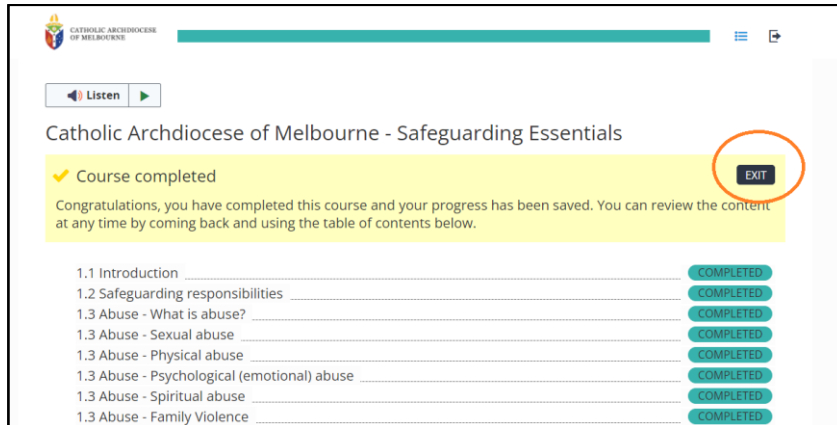 CATHOLIC ARCHDIOCESE
OF MELBOURNE
Listen
Catholic Archdiocese of Melbourne - Safeguarding Essentials
Course completed
EXIT
Congratulations, you have completed this course and your progress has been saved. You can review the content
at any time by coming back and using the table of contents below.
1.1 Introduction COMPLETED
1.2 Safeguarding responsibilities COMPLETED
1.3 Abuse - What is abuse? COMPLETED
1.3 Abuse - Sexual abuse COMPLETED
1.3 Abuse - Physical abuse COMPLETED
1.3 Abuse - Psychological (emotional) abuse COMPLETED
1.3 Abuse - Spiritual abuse COMPLETED
1.3 Abuse - Family Violence COMPLETED